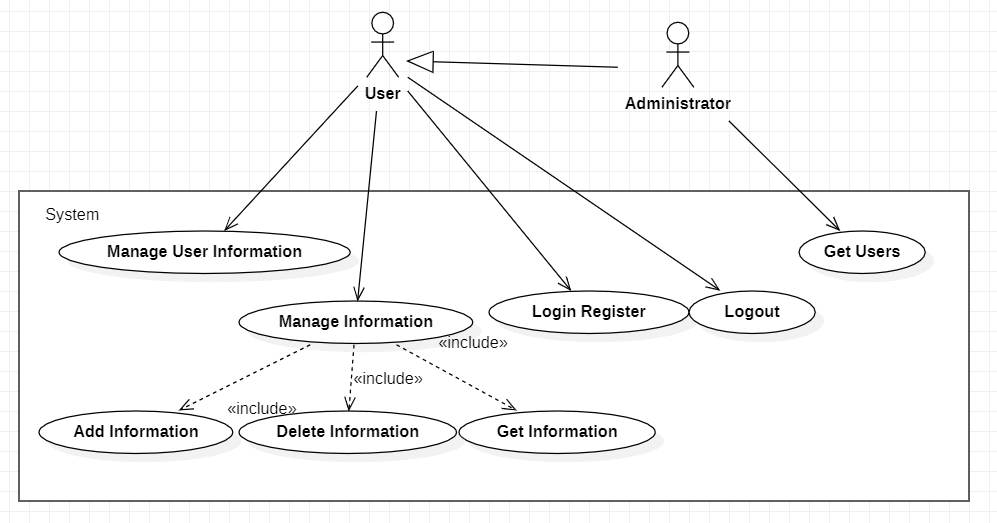 User
Administrator
System
Manage User Information
Get Users
Manage Information
Login Register
Logout
«include»
«include»
«include»
Add Information
Delete Information
Get Information